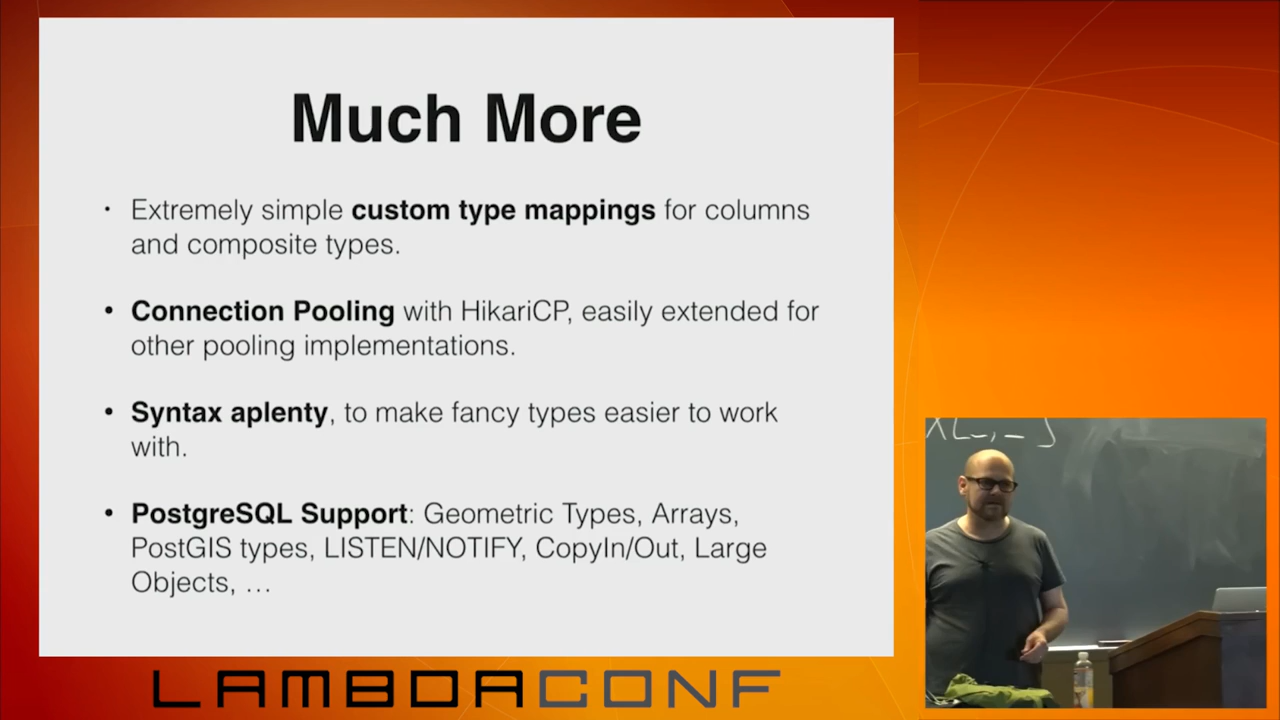 Much More
• Extremely simple custom type mappings for columns
and composite types.
• Connection Pooling with HikariCP, easily extended for
other pooling implementations.
• Syntax aplenty, to make fancy types easier to work
with.
• PostgreSQL Support: Geometric Types, Arrays,
PostGIS types, LISTEN/NOTIFY, CopyIn/Out, Large
Objects, …
LAMBDACONF